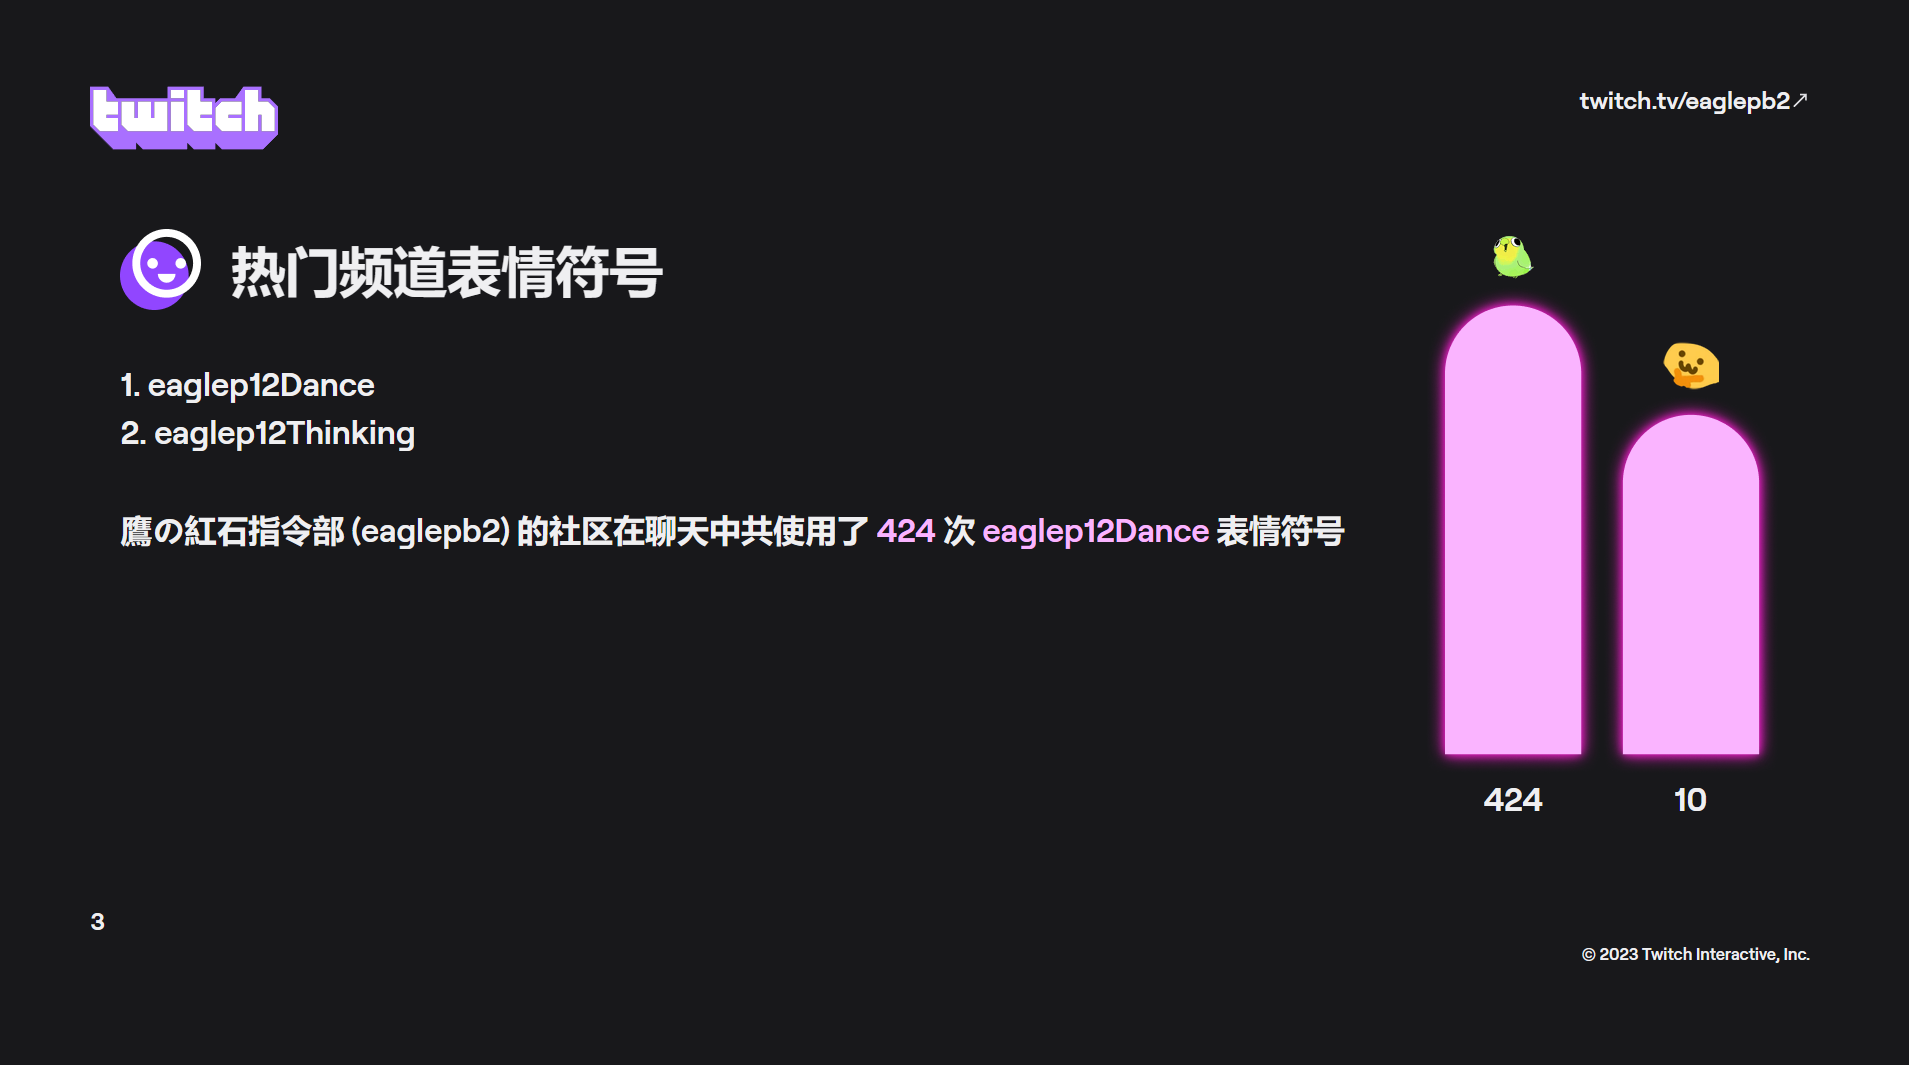 twitch
twitch.tv/eaglepb2↗
热门频道表情符号
1. eaglep12Dance
2. eaglep12Thinking
鷹の紅石指令部 (eaglepb2) 的社区在聊天中共使用了 424 次 eaglep12Dance 表情符号
424
10
3
© 2023 Twitch Interactive, Inc.